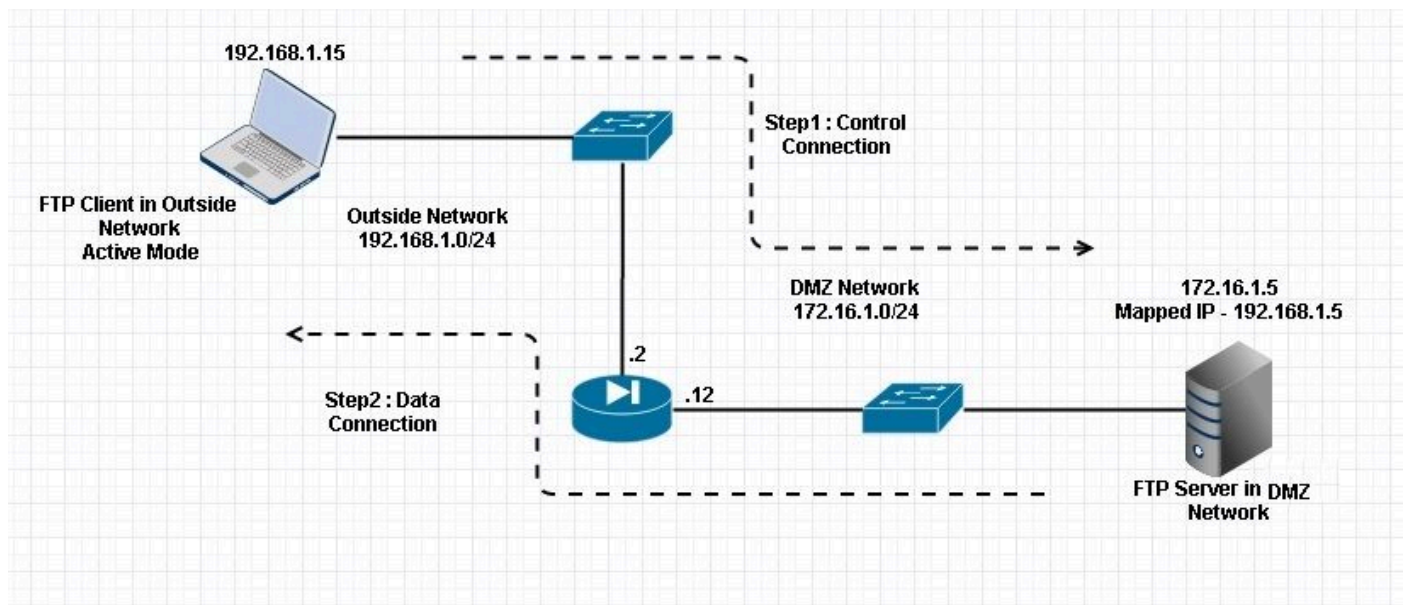 192.168.1.15
FTP Client in Outside
Network
Active Mode
Outside Network
192.168.1.0/24
Step1 : Control
Connection
DMZ Network
172.16.1.0/24
172.16.1.5
Mapped IP - 192.168.1.5
.2
.12
Step2 : Data
Connection
FTP Server in DMZ
Network